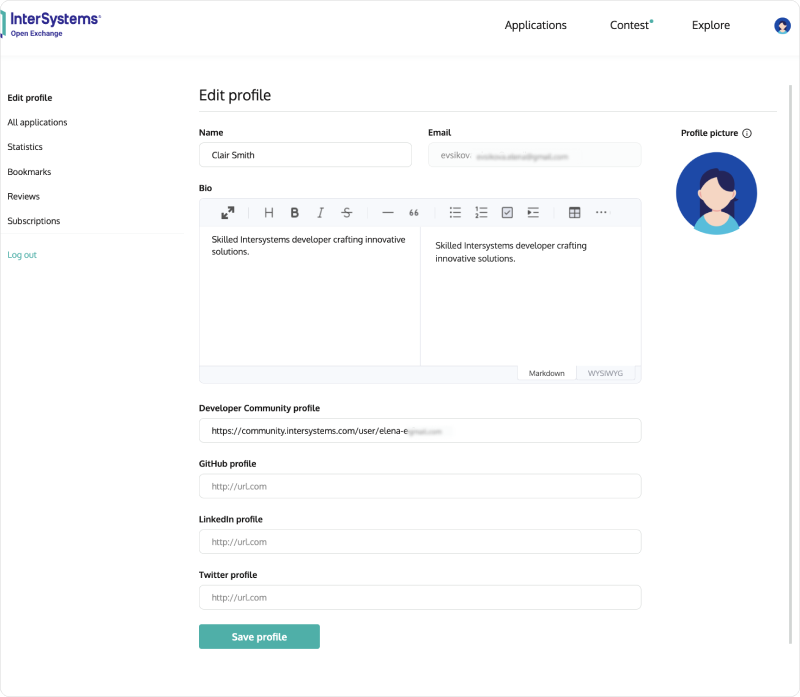 InterSystems®
Open Exchange
Applications
Contest
Explore
Edit profile
All applications
Statistics
Bookmarks
Reviews
Subscriptions
Log out
Edit profile
Name
Email
Profile picture
Clair Smith
evsikov
Bio
H B I S 66
Skilled Intersystems developer crafting innovative
solutions.
Skilled Intersystems developer crafting
innovative solutions.
Markdown
WYSIWYG
Developer Community profile
https://community.intersystems.com/user/elena-e
GitHub profile
http://url.com
LinkedIn profile
http://url.com
Twitter profile
http://url.com
Save profile